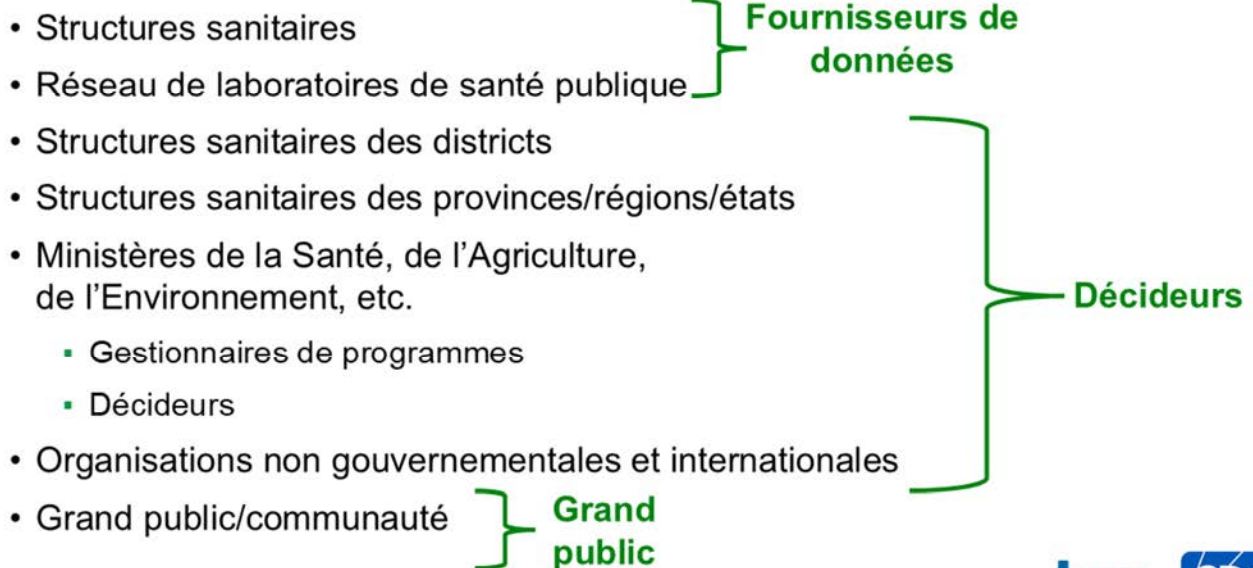 • Structures sanitaires
• Réseau de laboratoires de santé publique
Fournisseurs de
données
• Structures sanitaires des districts
• Structures sanitaires des provinces/régions/états
• Ministères de la Santé, de l'Agriculture,
de l'Environnement, etc.
▪ Gestionnaires de programmes
▪ Décideurs
• Organisations non gouvernementales et internationales
Décideurs
• Grand public/communauté
Grand
public